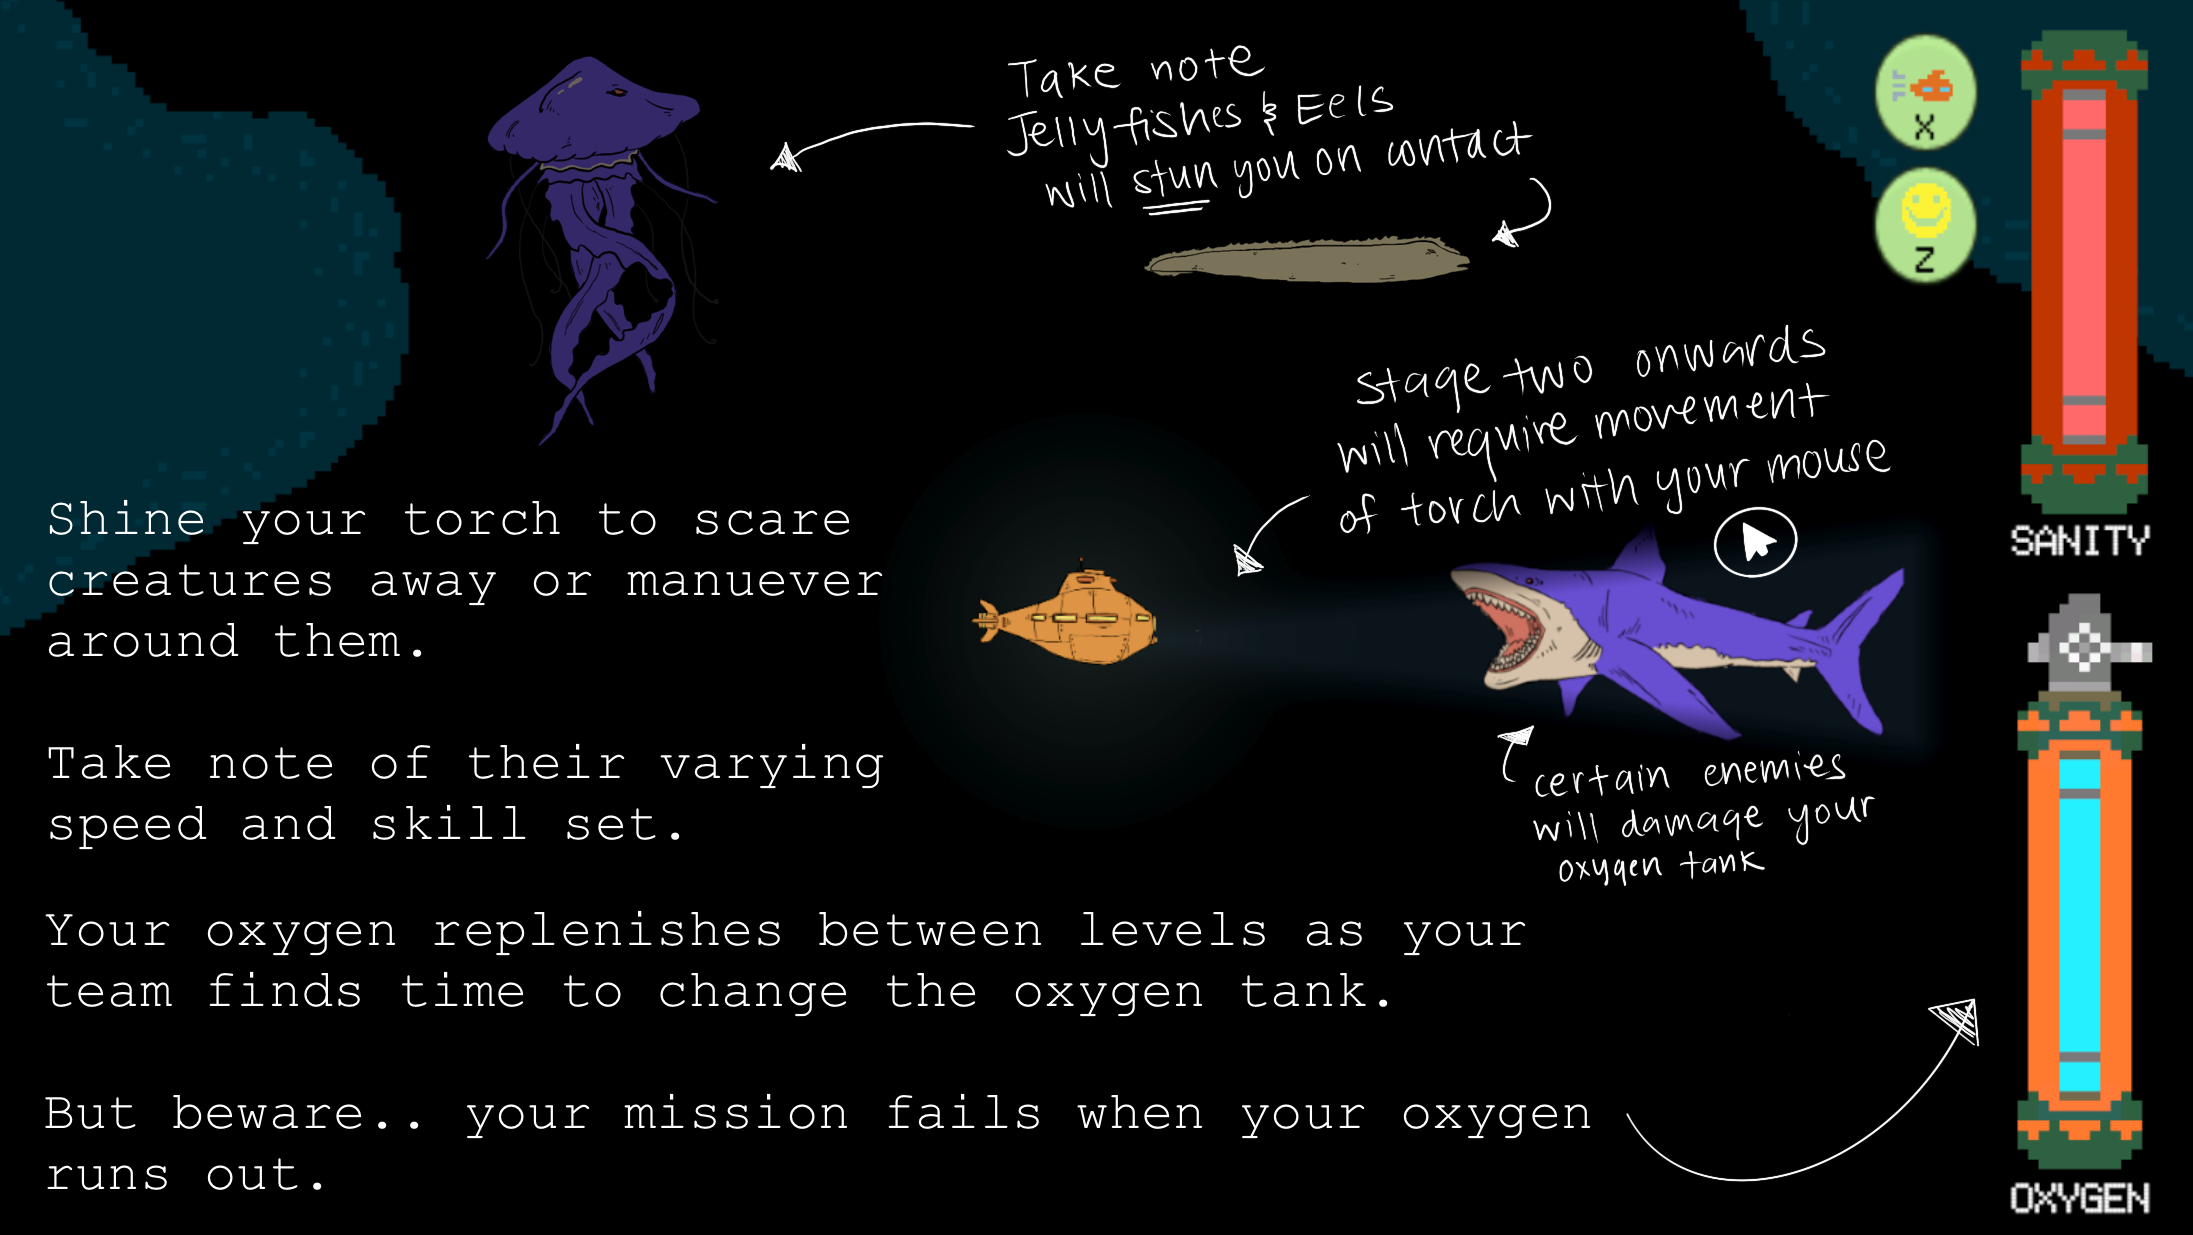 Take note
Jellyfishes & Eels
will stun you on contact
X
Z
Stage two onwards
will require movement
of torch with your mouse
SANITY
Shine your torch to scare
creatures away or manuever
around them.
Take note of their varying
speed and skill set.
certain enemies
will damage your
oxygen tank
Your oxygen replenishes between levels as your
team finds time to change the oxygen tank.
But beware.. your mission fails when your oxygen
runs out.
OXYGEN